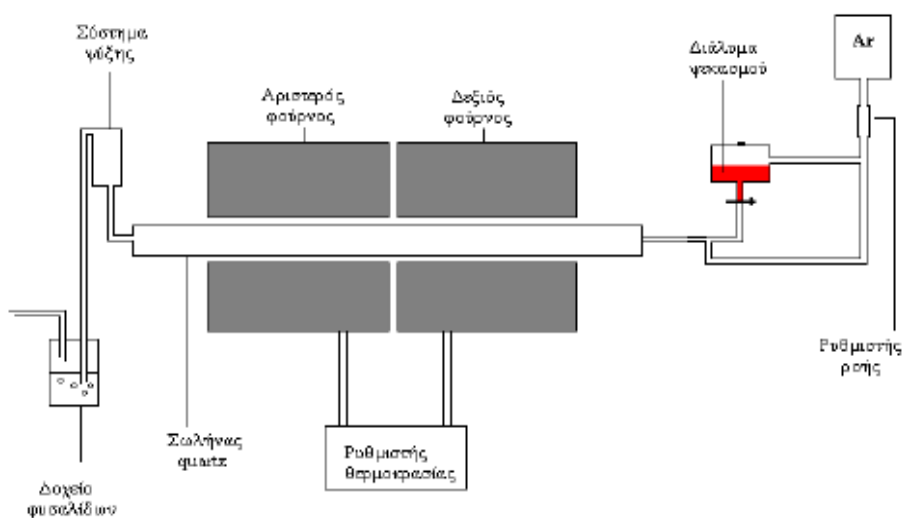 Σύστημα
ψύξης
Αριστερός
φούρνος
Δεξιός
φούρνος
Διάλυμα
ψεκασμού
Ar
Ρυθμιστής
ροής
Σωλήνας
quartz
Ρυθμιστής
θερμοκρασίας
Δοχείο
φυσαλίδων